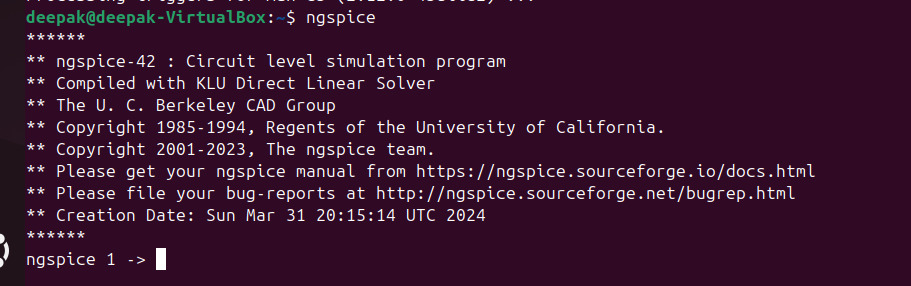 deepak@deepak-VirtualBox:~$ ngspice
******
** ngspice-42 : Circuit level simulation program
** Compiled with KLU Direct Linear Solver
** The U. C. Berkeley CAD Group
** Copyright 1985-1994, Regents of the University of California.
** Copyright 2001-2023, The ngspice team.
** Please get your ngspice manual from https://ngspice.sourceforge.io/docs.html
** Please file your bug-reports at http://ngspice.sourceforge.net/bugrep.html
** Creation Date: Sun Mar 31 20:15:14 UTC 2024
******
ngspice 1 ->